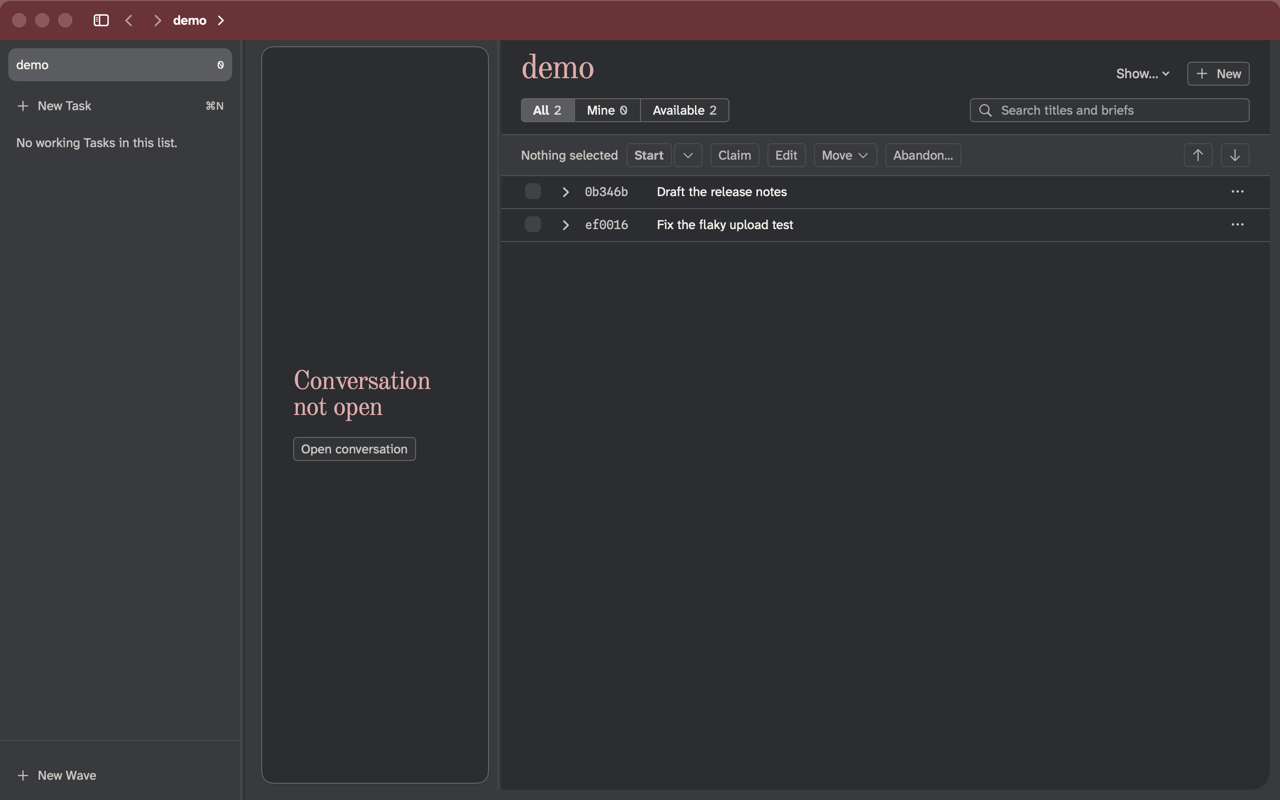 demo
demo 0
New Task ⌘N
No working Tasks in this list.
New Wave
Conversation
not open
Open conversation
demo
Show...
New
All 2 Mine 0 Available 2
Search titles and briefs
Nothing selected Start Claim Edit Move Abandon...
0b346b Draft the release notes
ef0016 Fix the flaky upload test